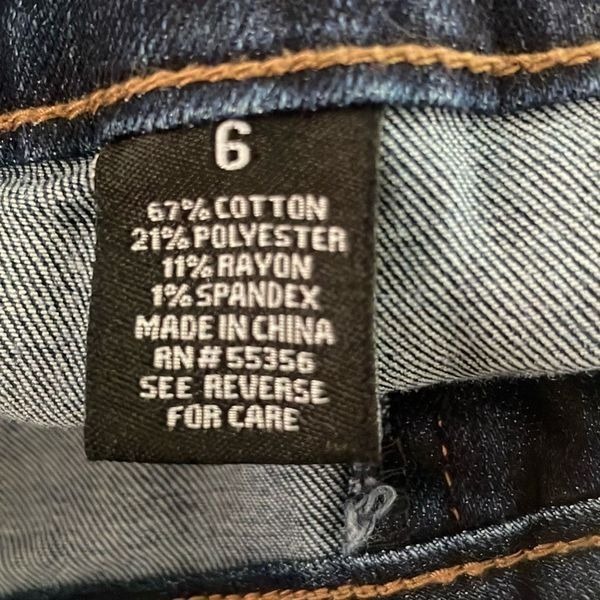 6
67% COTTON
21% POLYESTER
11% RAYON
1% SPANDEX
MADE IN CHINA
RN# 55356
SEE REVERSE
FOR CARE